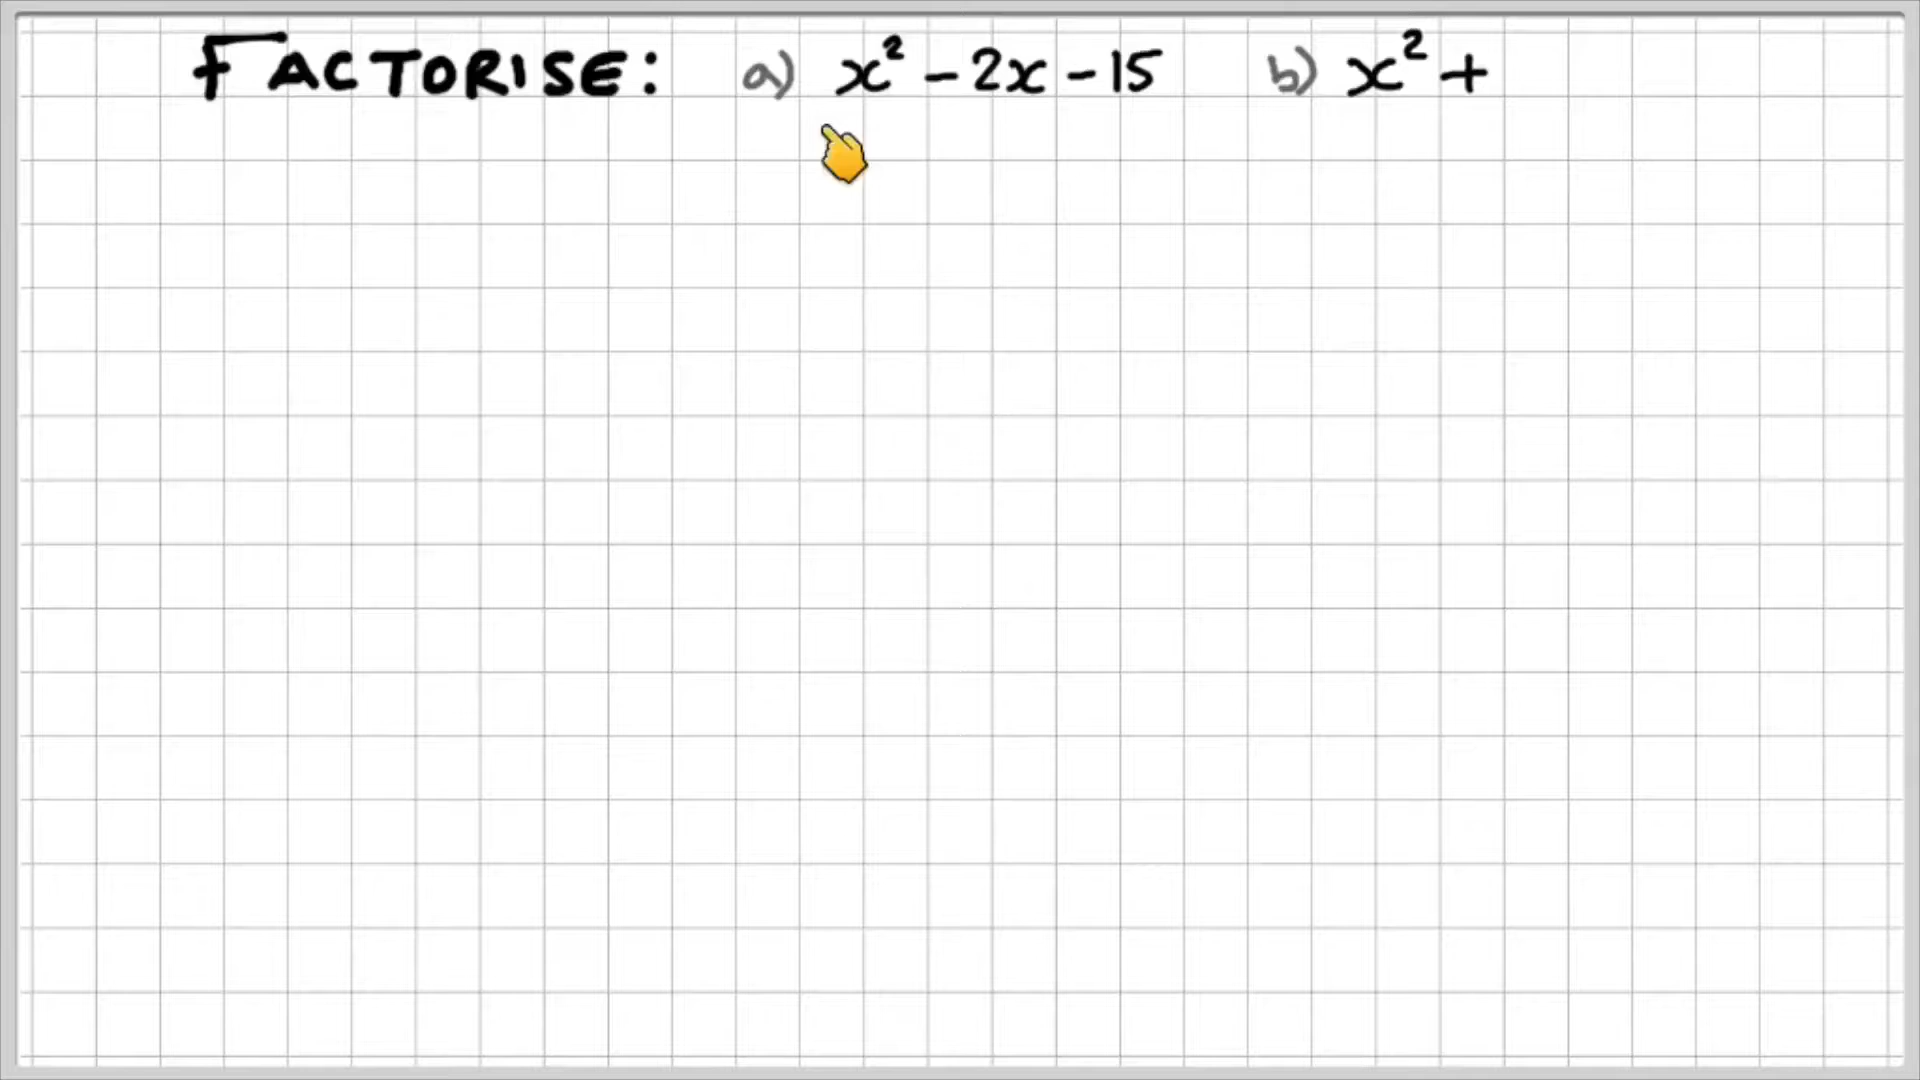 FACTORISE: a) x² - 2x - 15 b) x² +